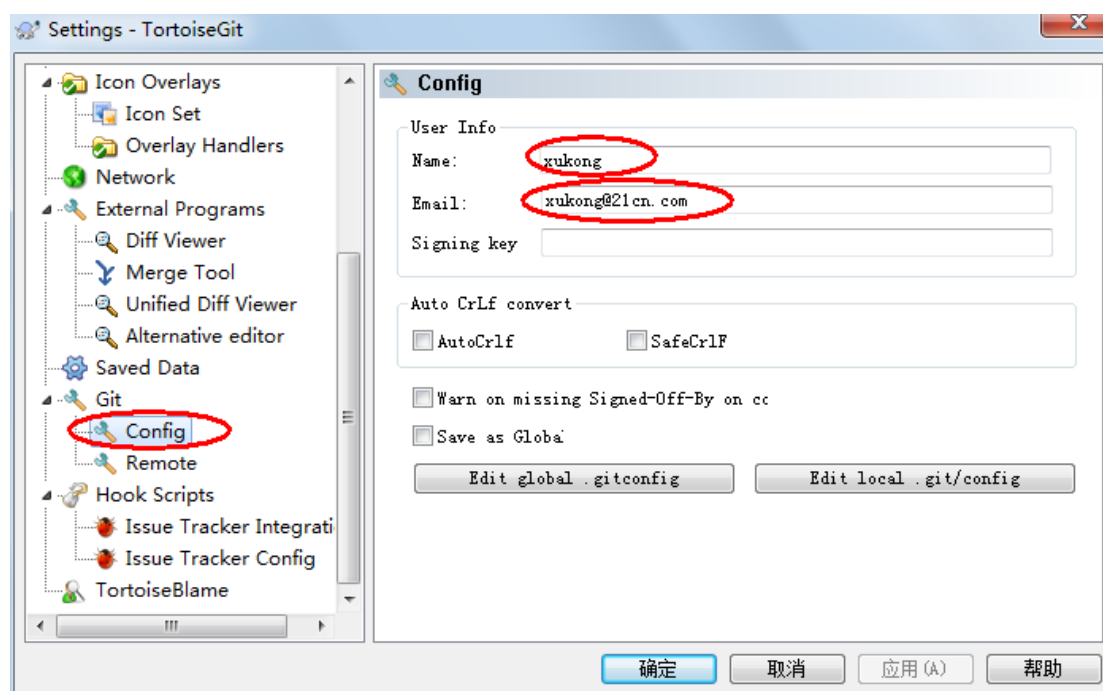 Settings - TortoiseGit
X
Icon Overlays
Icon Set
Overlay Handlers
Network
External Programs
Diff Viewer
Merge Tool
Unified Diff Viewer
Alternative editor
Saved Data
Git
Config
Remote
Hook Scripts
Issue Tracker Integrati
Issue Tracker Config
TortoiseBlame
Config
User Info
Name: xukong
Email: xukong@21cn.com
Signing key
Auto CrLf convert
AutoCrlf SafeCrlF
Warn on missing Signed-Off-By on cc
Save as Global
Edit global .gitconfig Edit local .git/config
确定 取消 应用(A) 帮助